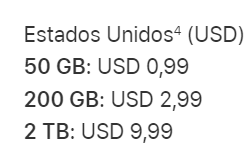 Estados Unidos⁴ (USD)
50 GB: USD 0,99
200 GB: USD 2,99
2 TB: USD 9,99